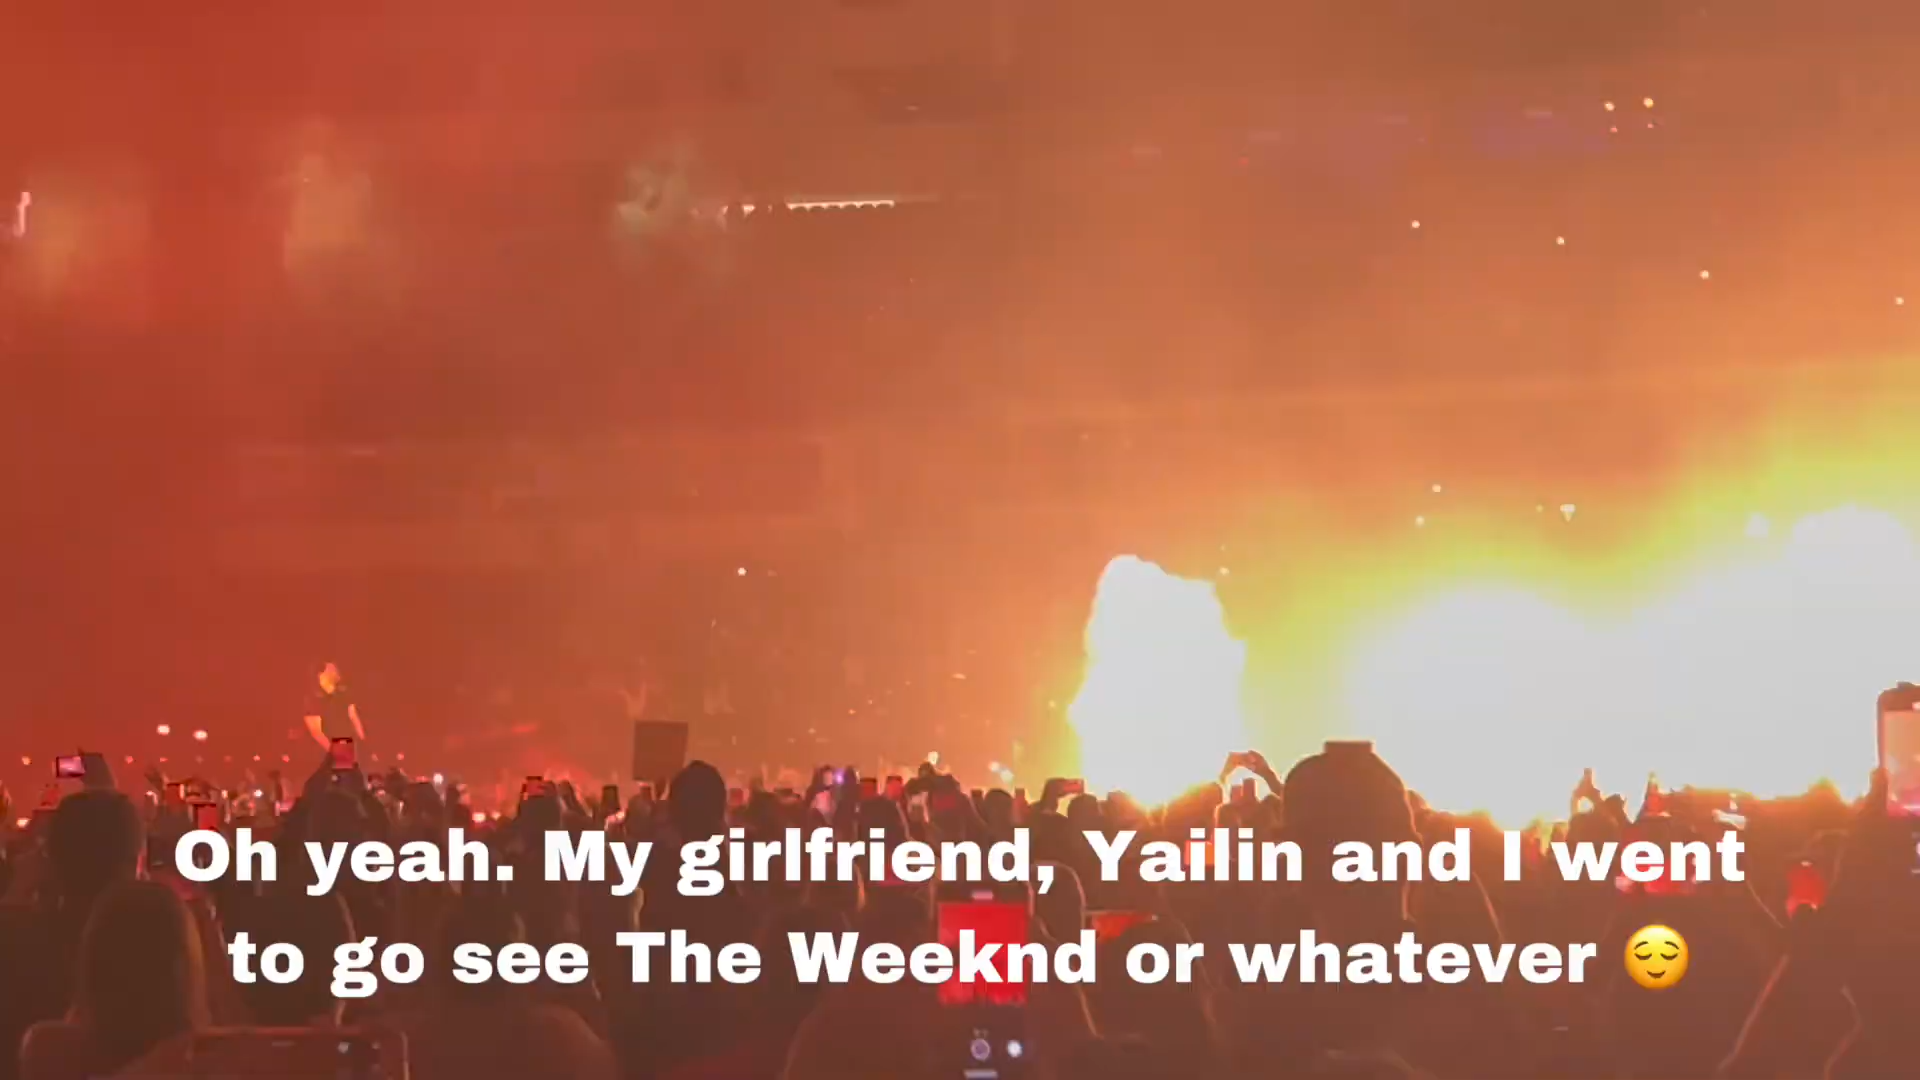 Oh yeah. My girlfriend, Yailin and I went
to go see The Weeknd or whatever 😌